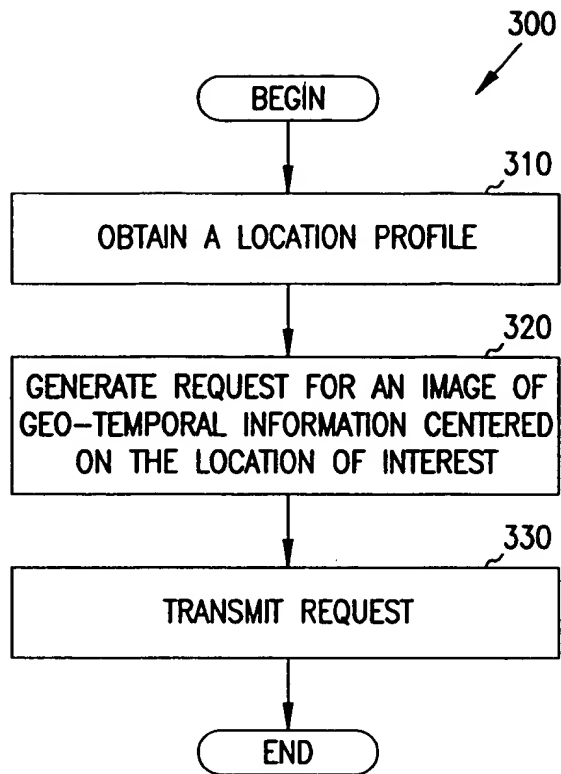 300
BEGIN
310
OBTAIN A LOCATION PROFILE
320
GENERATE REQUEST FOR AN IMAGE OF
GEO-TEMPORAL INFORMATION CENTERED
ON THE LOCATION OF INTEREST
330
TRANSMIT REQUEST
END